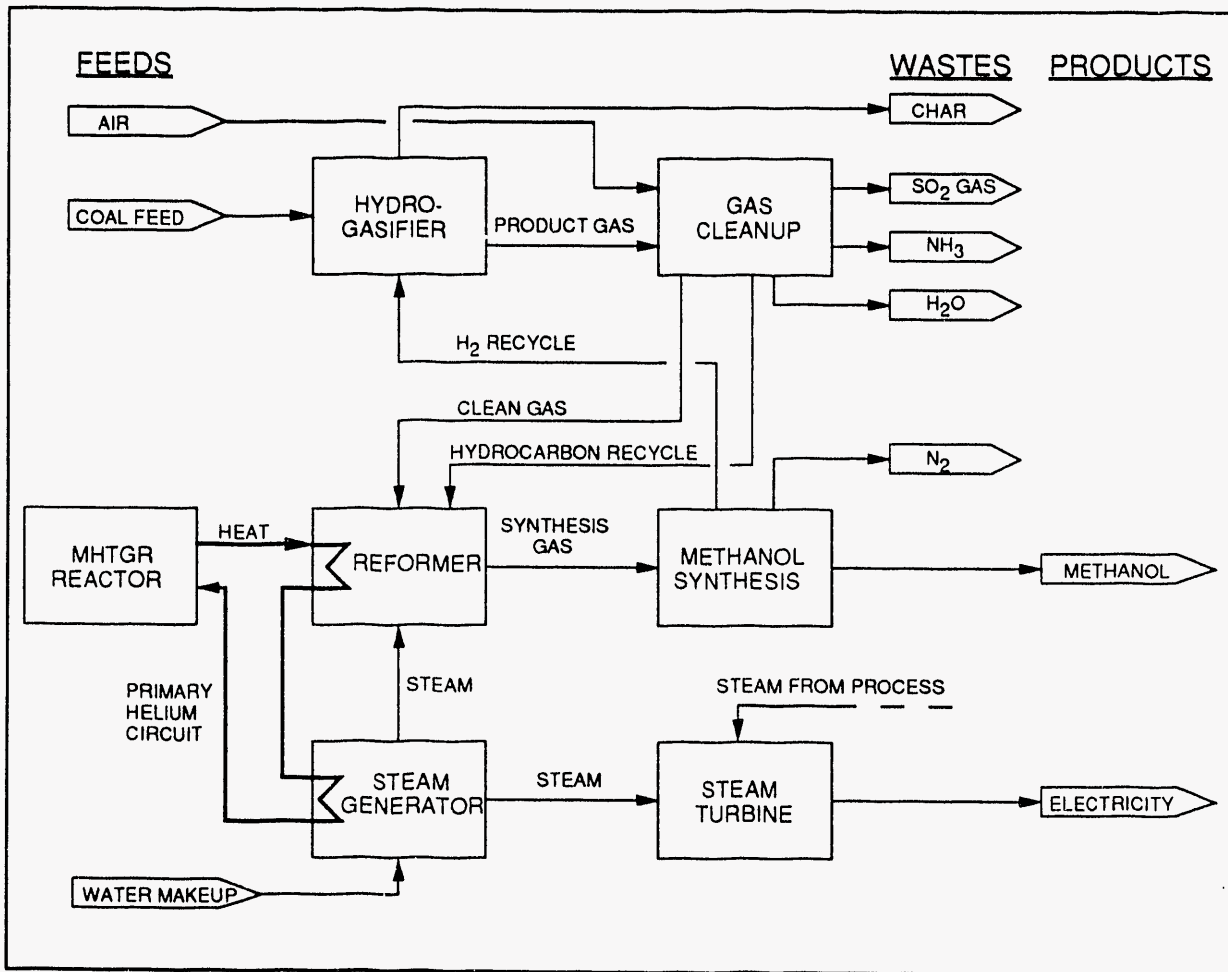 FEEDS
WASTES
PRODUCTS
AIR
CHAR
COAL FEED
HYDRO-
GASIFIER
PRODUCT GAS
GAS
CLEANUP
SO2 GAS
NH3
H2O
H2 RECYCLE
CLEAN GAS
HYDROCARBON RECYCLE
N2
MHTGR
REACTOR
HEAT
REFORMER
SYNTHESIS
GAS
METHANOL
SYNTHESIS
METHANOL
PRIMARY
HELIUM
CIRCUIT
STEAM
STEAM FROM PROCESS
STEAM
GENERATOR
STEAM
STEAM
TURBINE
ELECTRICITY
WATER MAKEUP